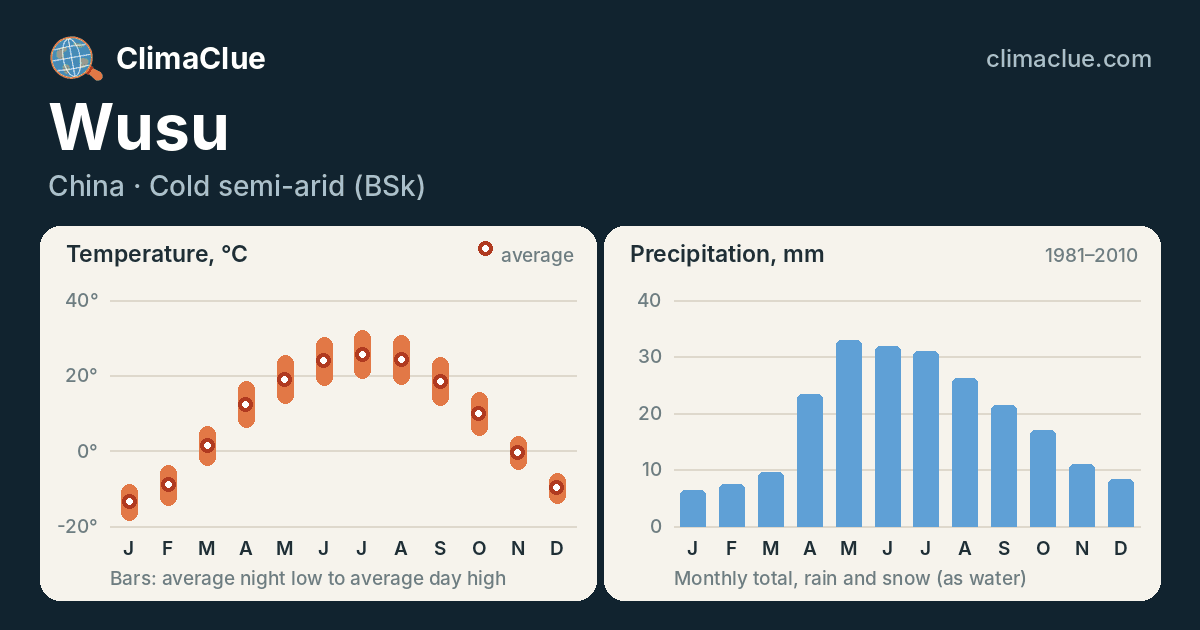 ClimaClue
climaclue.com
Wusu
China · Cold semi-arid (BSk)
Temperature, °C
average
40°
20°
0°
-20°
J F M A M J J A S O N D
Bars: average night low to average day high
Precipitation, mm
1981–2010
40
30
20
10
0
J F M A M J J A S O N D
Monthly total, rain and snow (as water)